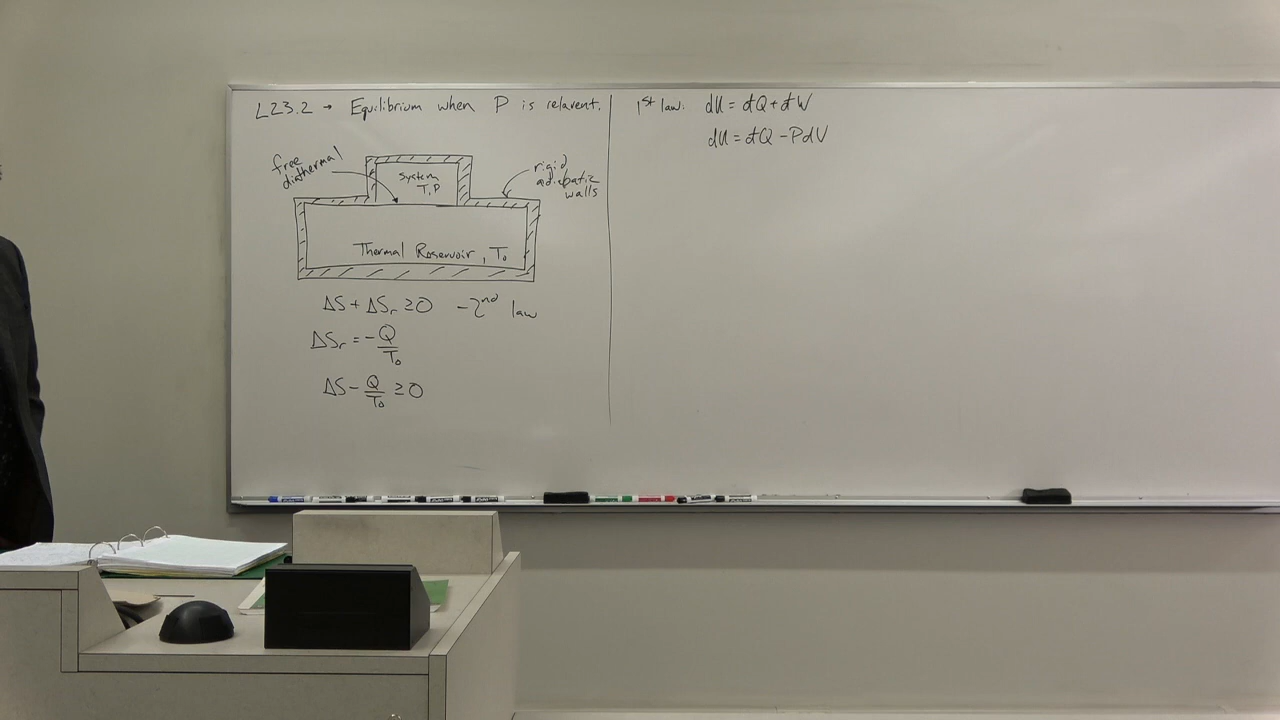 L23.2 → Equilibrium when P is relavent.
free
diathermal
system
T,P
rigid
adiabatic
walls
Thermal Roservoir, T₀
ΔS + ΔSᵣ ≥ 0 - 2nd law
ΔSᵣ = -Q/T₀
ΔS - Q/T₀ ≥ 0
1st law: dU = đQ + đW
dU = đQ - PdV